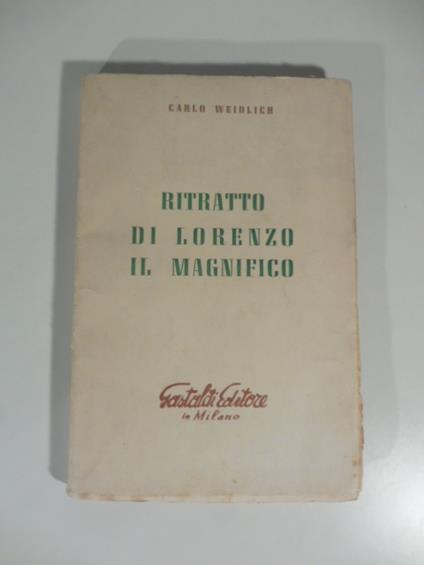 CARLO WEIDLICH
RITRATTO
DI LORENZO
IL MAGNIFICO
Gastaldi Editore
in Milano